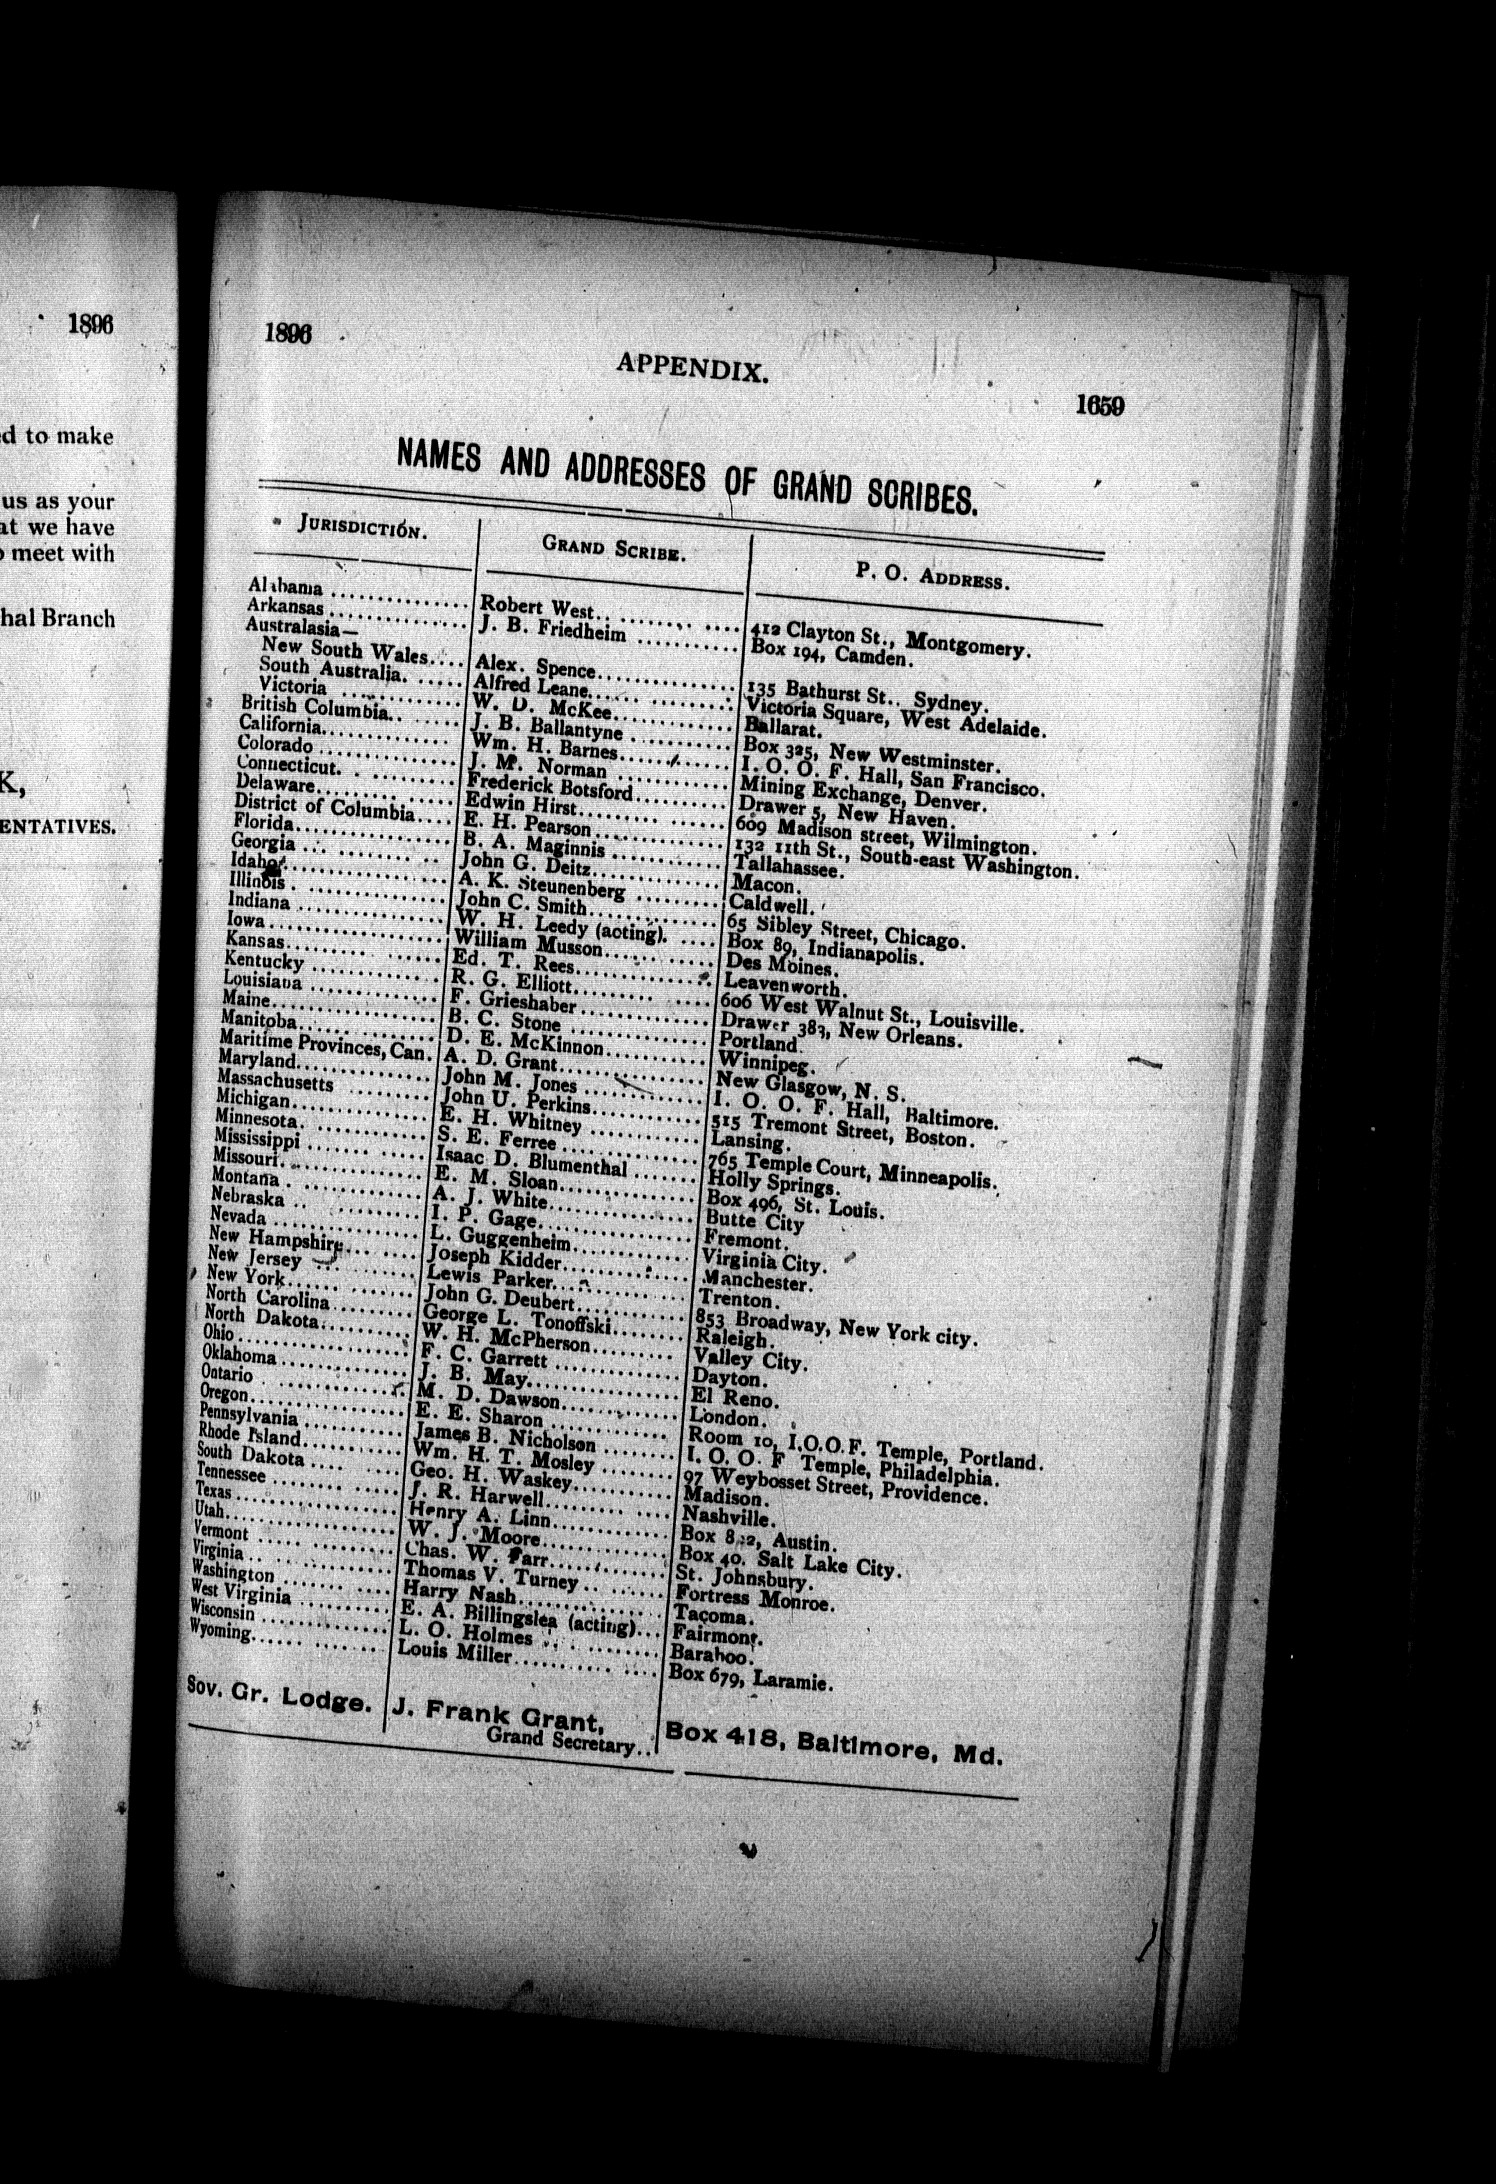 1896
ed to make
us as your
at we have
o meet with
hal Branch
K,
ENTATIVES.
1896
APPENDIX.
1659
NAMES AND ADDRESSES OF GRAND SCRIBES.
JURISDICTION. GRAND SCRIBE. P. O. ADDRESS.
Alabama Robert West 412 Clayton St., Montgomery.
Arkansas J. B. Friedheim Box 194, Camden.
Australasia—
New South Wales Alex. Spence 135 Bathurst St., Sydney.
South Australia Alfred Leane Victoria Square, West Adelaide.
Victoria W. D. McKee Ballarat.
British Columbia J. B. Ballantyne Box 325, New Westminster.
California Wm. H. Barnes I. O. O. F. Hall, San Francisco.
Colorado J. M. Norman Mining Exchange, Denver.
Connecticut Frederick Botsford Drawer 5, New Haven.
Delaware Edwin Hirst 609 Madison street, Wilmington.
District of Columbia E. H. Pearson 132 11th St., South-east Washington.
Florida B. A. Maginnis Tallahassee.
Georgia John G. Deitz Macon.
Idaho A. K. Steunenberg Caldwell.
Illinois John C. Smith 65 Sibley Street, Chicago.
Indiana W. H. Leedy (acting). Box 89, Indianapolis.
Iowa William Musson Des Moines.
Kansas Ed. T. Rees Leavenworth.
Kentucky R. G. Elliott 606 West Walnut St., Louisville.
Louisiana F. Grieshaber Drawer 383, New Orleans.
Maine B. C. Stone Portland.
Manitoba D. E. McKinnon Winnipeg.
Maritime Provinces, Can. A. D. Grant New Glasgow, N. S.
Maryland John M. Jones I. O. O. F. Hall, Baltimore.
Massachusetts John U. Perkins 515 Tremont Street, Boston.
Michigan E. H. Whitney Lansing.
Minnesota S. E. Ferree 765 Temple Court, Minneapolis.
Mississippi Isaac D. Blumenthal Holly Springs.
Missouri E. M. Sloan Box 496, St. Louis.
Montana A. J. White Butte City
Nebraska I. P. Gage Fremont.
Nevada L. Guggenheim Virginia City.
New Hampshire Joseph Kidder Manchester.
New Jersey Lewis Parker Trenton.
New York John G. Deubert 853 Broadway, New York city.
North Carolina George L. Tonoffski Raleigh.
North Dakota W. H. McPherson Valley City.
Ohio F. C. Garrett Dayton.
Oklahoma J. B. May El Reno.
Ontario M. D. Dawson London.
Oregon E. E. Sharon Room 10, I.O.O.F. Temple, Portland.
Pennsylvania James B. Nicholson I. O. O. F Temple, Philadelphia.
Rhode Island Wm. H. T. Mosley 97 Weybosset Street, Providence.
South Dakota Geo. H. Waskey Madison.
Tennessee J. R. Harwell Nashville.
Texas Henry A. Linn Box Austin.
Utah W. J. Moore Box 40. Salt Lake City.
Vermont Chas. W. St. Johnsbury.
Virginia Thomas V. Turney Fortress Monroe.
Washington Harry Nash Tacoma.
West Virginia E. A. Billingslea (acting) Fairmont.
Wisconsin L. O. Holmes Baraboo.
Wyoming Louis Miller Box 679, Laramie.
Sov. Gr. Lodge. J. Frank Grant, Box 418, Baltimore, Md.
Grand Secretary